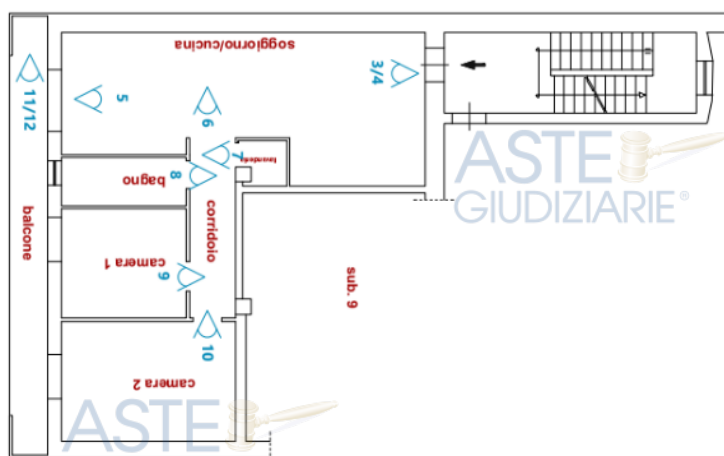 soggiorno/cucina
3/4
11/12
5
6
7
lavanderia
8
bagno
ASTE
GIUDIZIARIE®
balcone
corridoio
camera 1
9
sub. 9
10
camera 2
ASTE